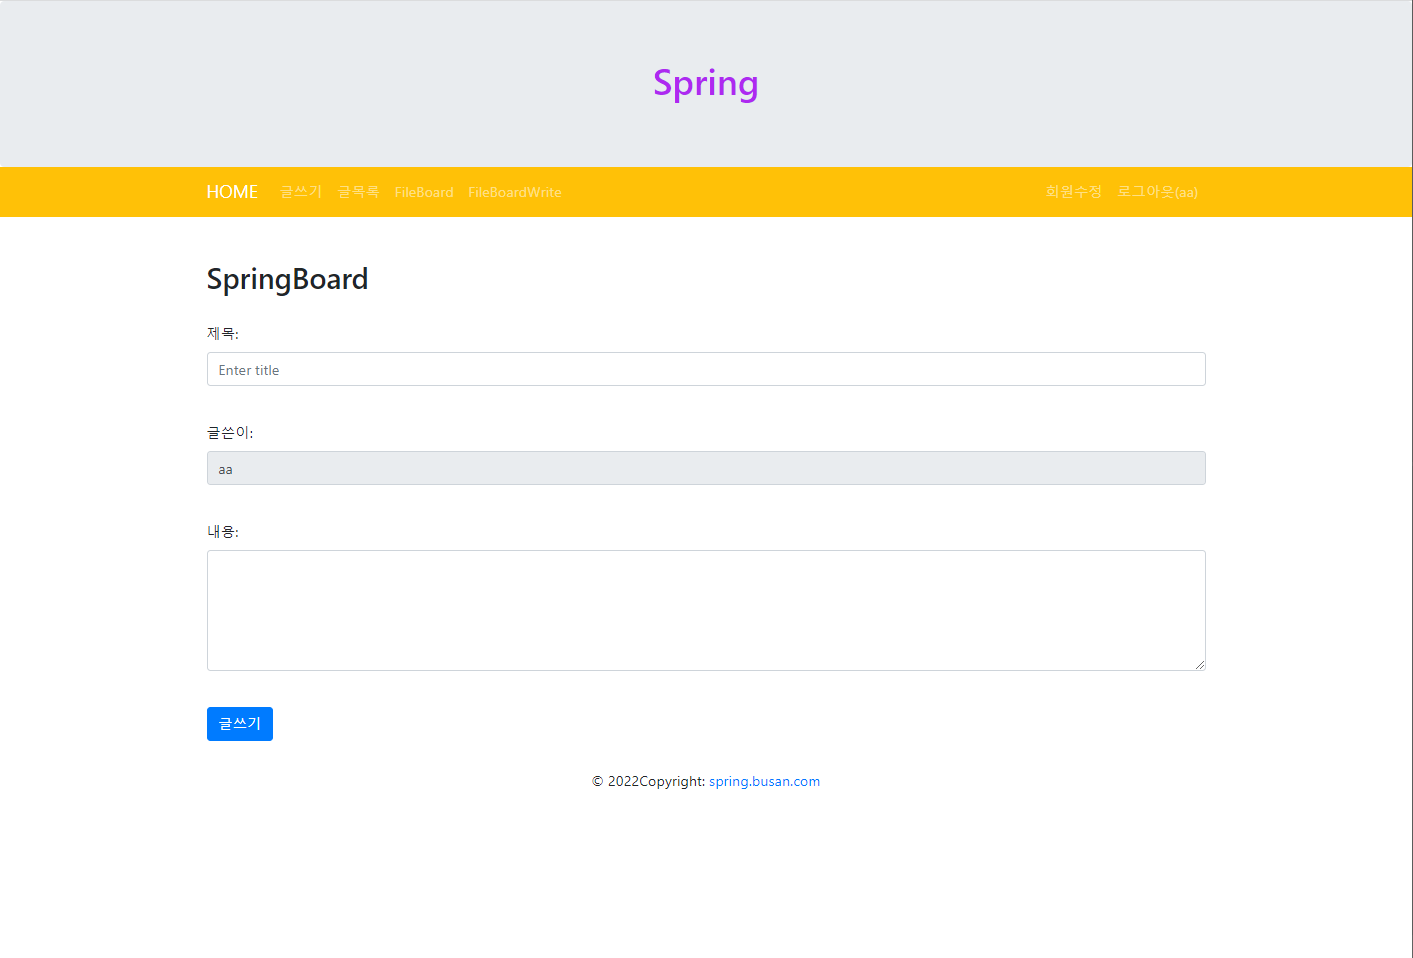 Spring
HOME 글쓰기 글목록 FileBoard FileBoardWrite 회원수정 로그아웃(aa)
SpringBoard
제목:
Enter title
글쓴이:
aa
내용:
글쓰기
© 2022Copyright: spring.busan.com